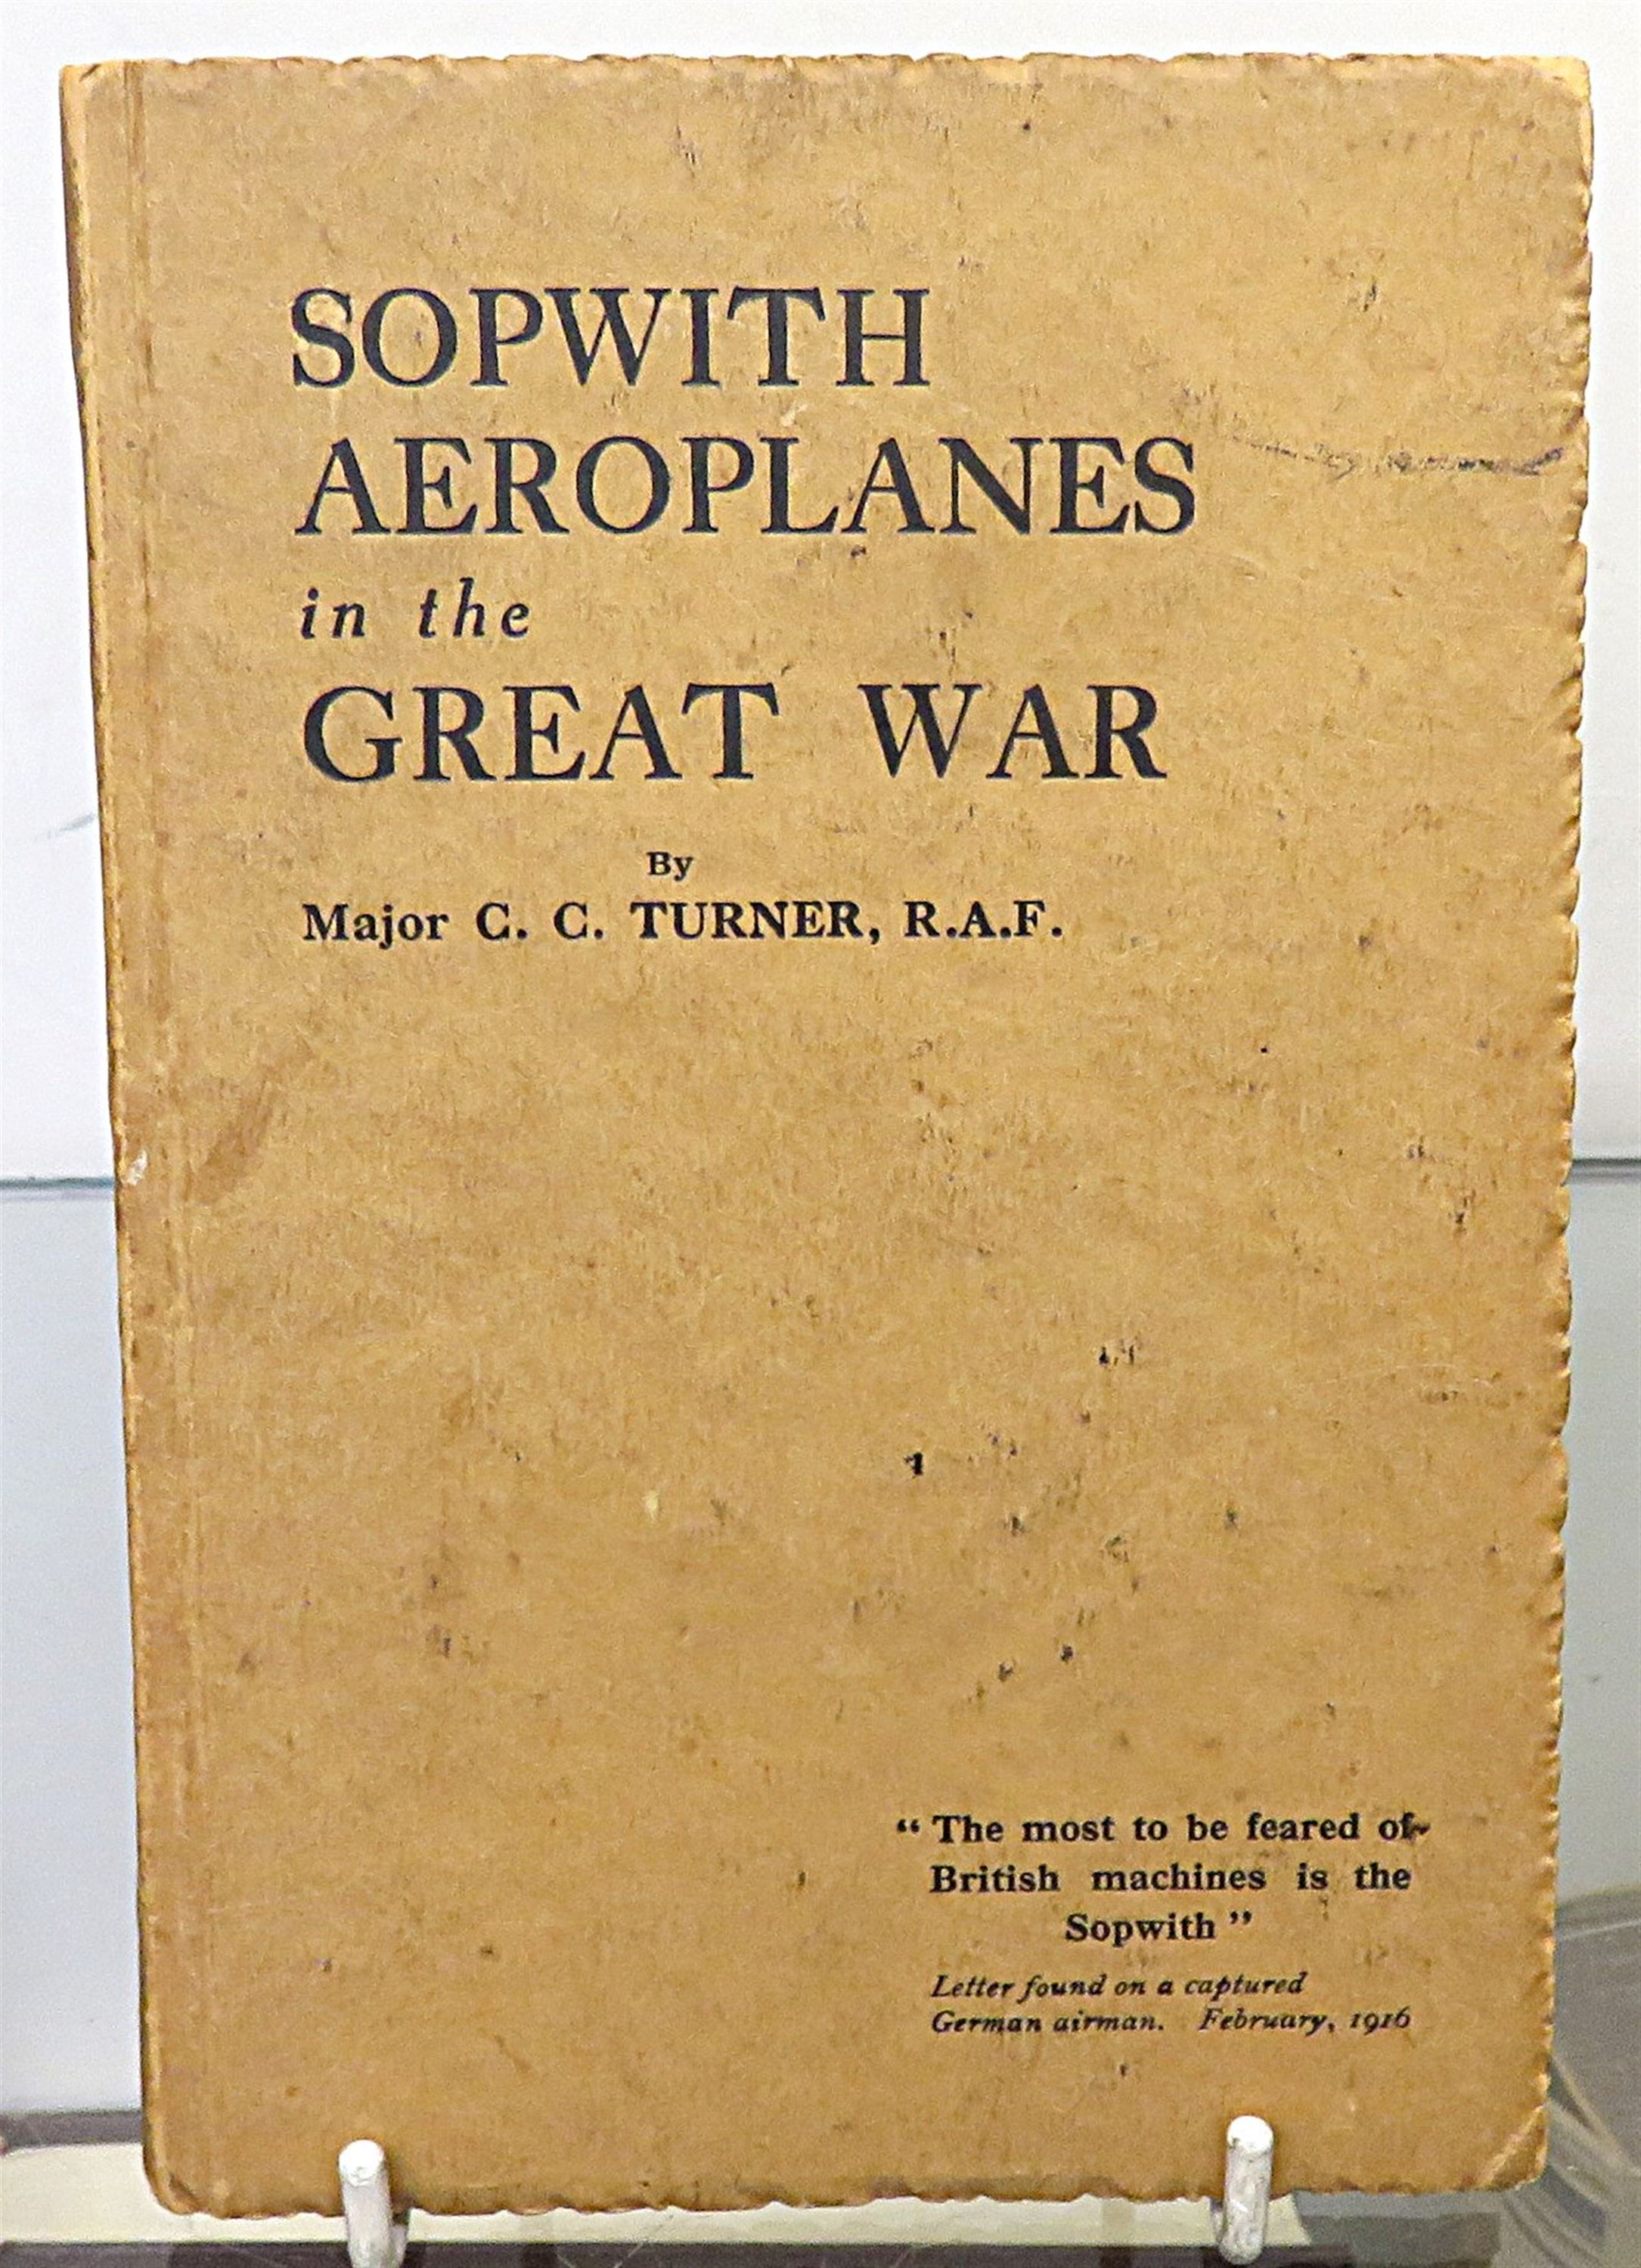 SOPWITH
AEROPLANES
in the
GREAT WAR
By
Major C. C. TURNER, R.A.F.
“ The most to be feared of
British machines is the
Sopwith ”
Letter found on a captured
German airman. February, 1916